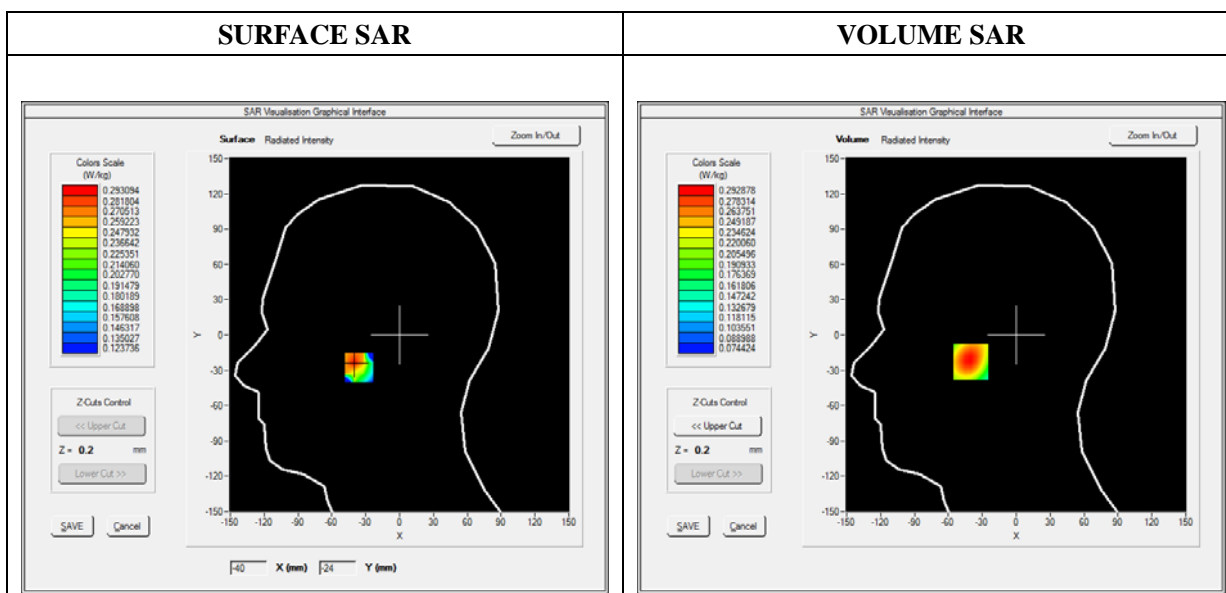 SURFACE SAR
VOLUME SAR
SAR Visualisation Graphical Interface
Surface Radiated Intensity
Zoom In/Out
Colors Scale
(W/kg)
0.293094
0.281804
0.270513
0.259223
0.247932
0.236642
0.225351
0.214060
0.202770
0.191479
0.180189
0.168898
0.157608
0.146317
0.135027
0.123736
150
120
90
60
30
0
-30
-60
-90
-120
-150
Y
-150 -120 -90 -60 -30 0 30 60 90 120 150
X
Z-Cuts Control
<< Upper Cut
Z = 0.2 mm
Lower Cut >>
SAVE Cancel
-40 X (mm) -24 Y (mm)
SAR Visualisation Graphical Interface
Volume Radiated Intensity
Zoom In/Out
Colors Scale
(W/kg)
0.292878
0.278314
0.263751
0.249187
0.234624
0.220060
0.205496
0.190933
0.176369
0.161806
0.147242
0.132679
0.118115
0.103551
0.088988
0.074424
150
120
90
60
30
0
-30
-60
-90
-120
-150
Y
-150 -120 -90 -60 -30 0 30 60 90 120 150
X
Z-Cuts Control
<< Upper Cut
Z = 0.2 mm
Lower Cut >>
SAVE Cancel